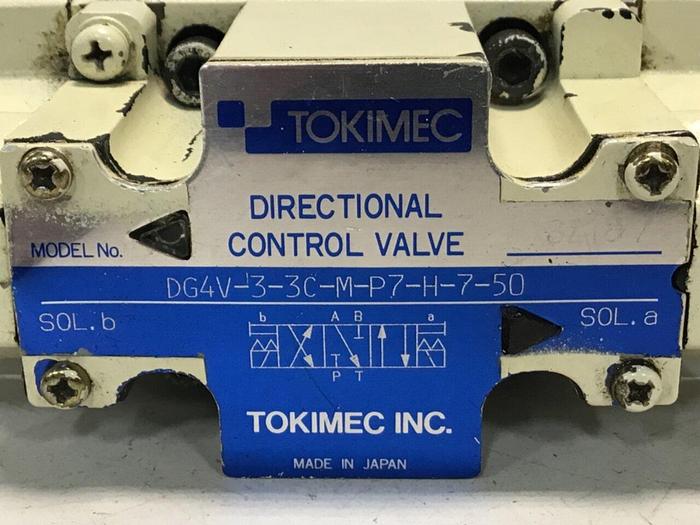 TOKIMEC
DIRECTIONAL
CONTROL VALVE
MODEL No.
DG4V-3-3C-M-P7-H-7-50
SOL.b
SOL.a
b A B a
P T
TOKIMEC INC.
MADE IN JAPAN